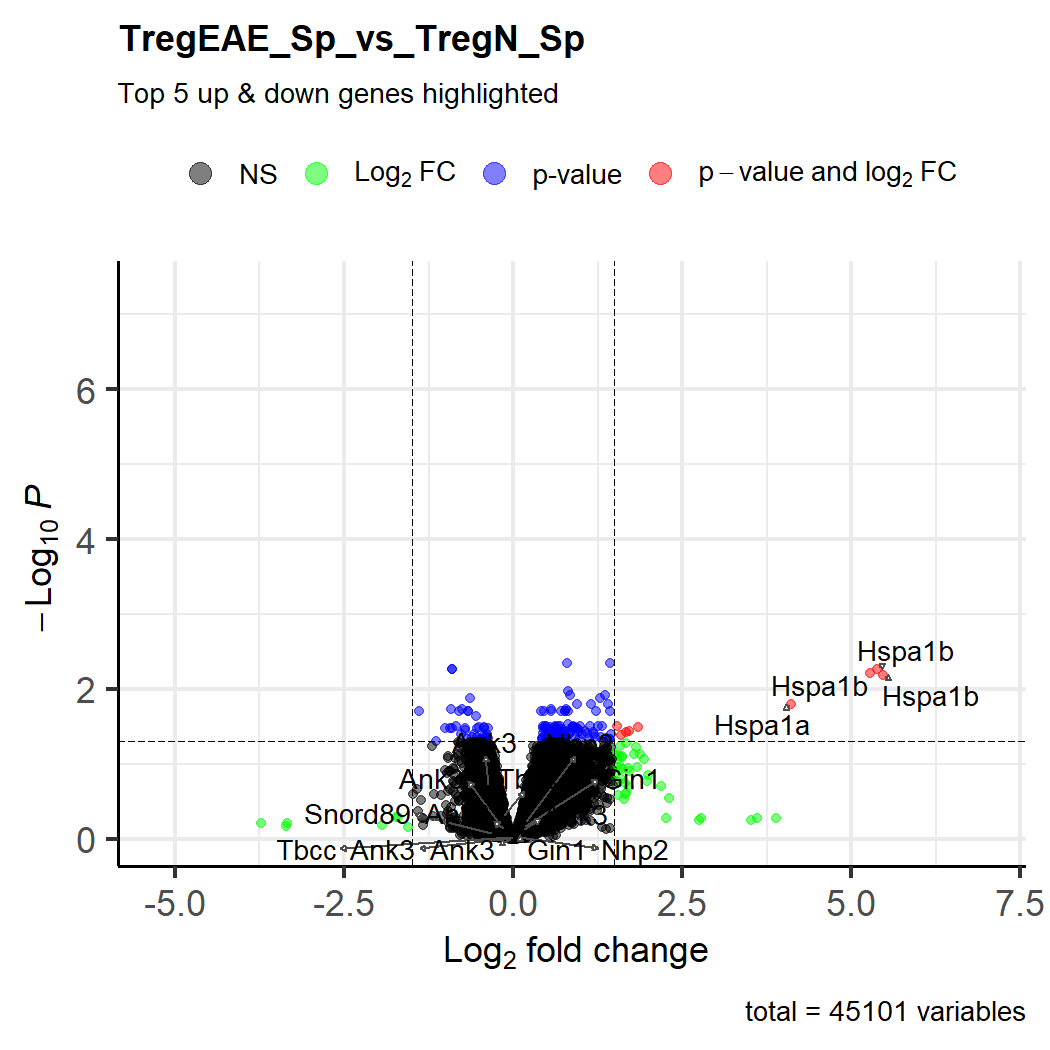 TregEAE_Sp_vs_TregN_Sp
Top 5 up & down genes highlighted
NS Log2 FC p-value p−value and log2 FC
6
4
2
0
−Log10 P
Hspa1b
Hspa1b
Hspa1b
Hspa1a
Gin1
Snord89
Tbcc Ank3 Ank3 Gin1 Nhp2
-5.0 -2.5 0.0 2.5 5.0 7.5
Log2 fold change
total = 45101 variables